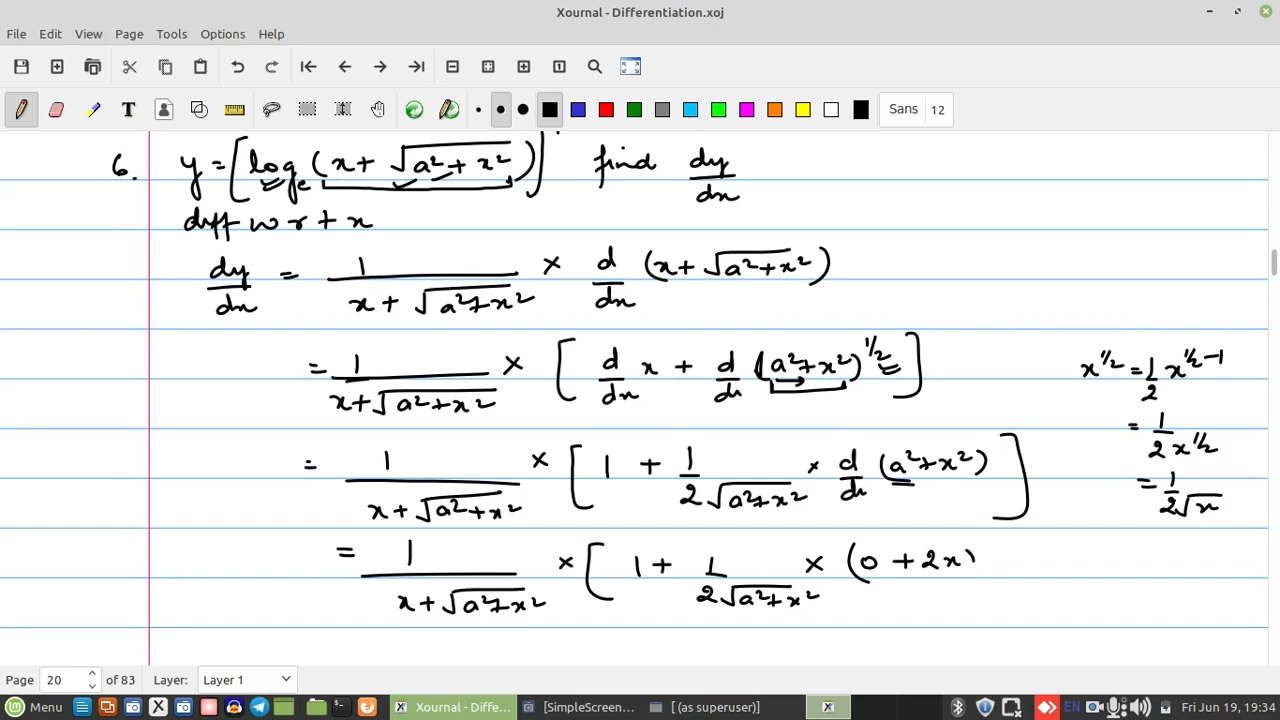 Xournal - Differentiation.xoj
File Edit View Page Tools Options Help
Sans 12
6. y = [log_e (x + √(a² + x²))] find dy/dx
diff w r t x
dy/dx = 1/(x + √(a² + x²)) × d/dx (x + √(a² + x²))
= 1/(x + √(a² + x²)) × [d/dx x + d/dx (a² + x²)^1/2]
x^1/2 = 1/2 x^1/2-1
= 1/2x^1/2
= 1/(x + √(a² + x²)) × [1 + 1/2√(a² + x²) × d/dx (a² + x²)]
= 1/2√x
= 1/(x + √(a² + x²)) × [1 + 1/2√(a² + x²) × (0 + 2x)
Page 20 of 83 Layer: Layer 1
Menu Xournal - Diffe... [SimpleScreen... [ (as superuser)] EN Fri Jun 19, 19:34